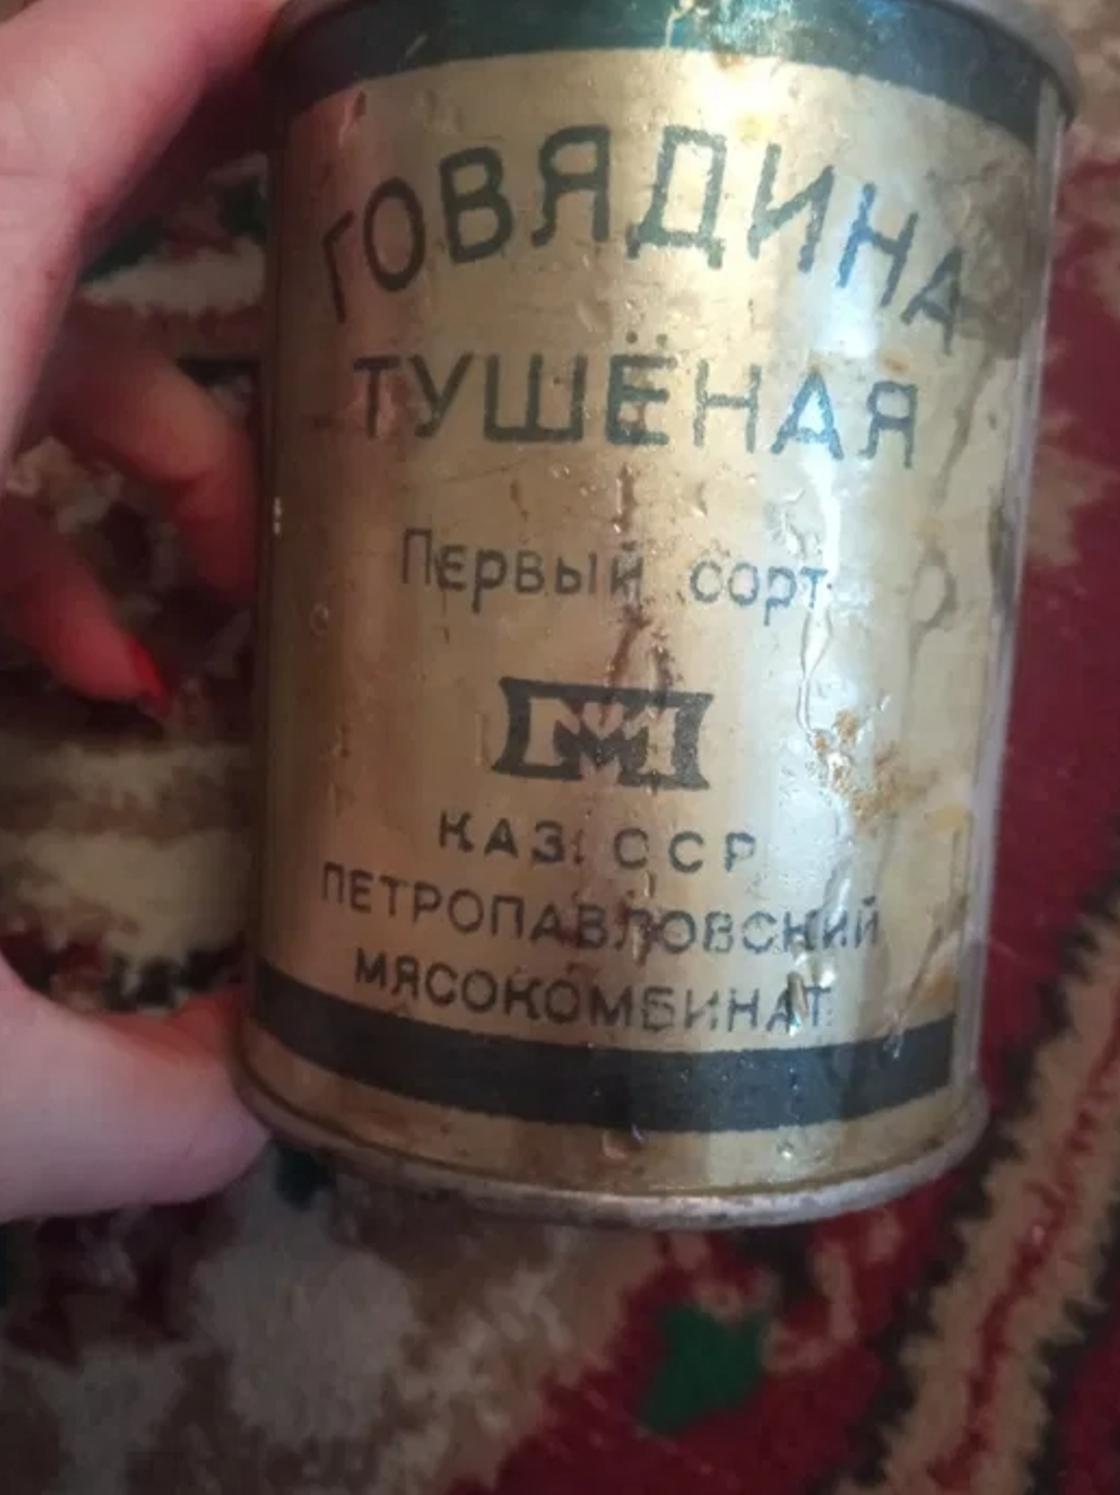 ГОВЯДИНА
ТУШЁНАЯ
Первый сорт
КАЗ. ССР
ПЕТРОПАВЛОВСКИЙ
МЯСОКОМБИНАТ